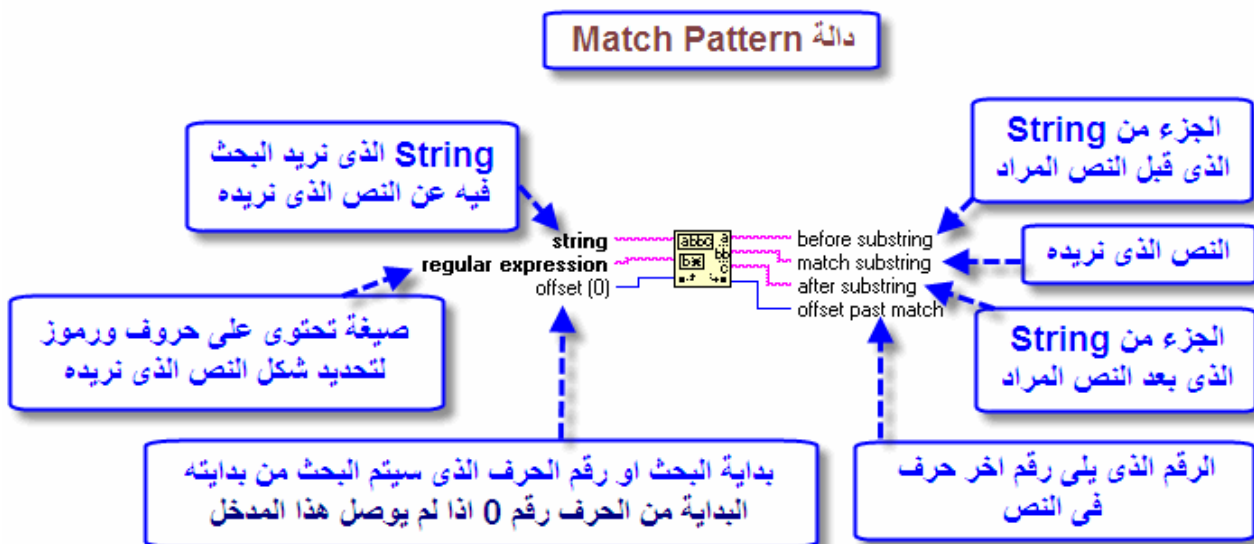 دالة Match Pattern
String الذى نريد البحث
فيه عن النص الذى نريده
الجزء من String
الذى قبل النص المراد
string
regular expression
offset (0)
abbc
b*
a
bb
c
before substring
match substring
after substring
offset past match
النص الذى نريده
صيغة تحتوى على حروف ورموز
لتحديد شكل النص الذى نريده
الجزء من String
الذى بعد النص المراد
بداية البحث او رقم الحرف الذى سيتم البحث من بدايته
البداية من الحرف رقم 0 اذا لم يوصل هذا المدخل
الرقم الذى يلى رقم اخر حرف
فى النص